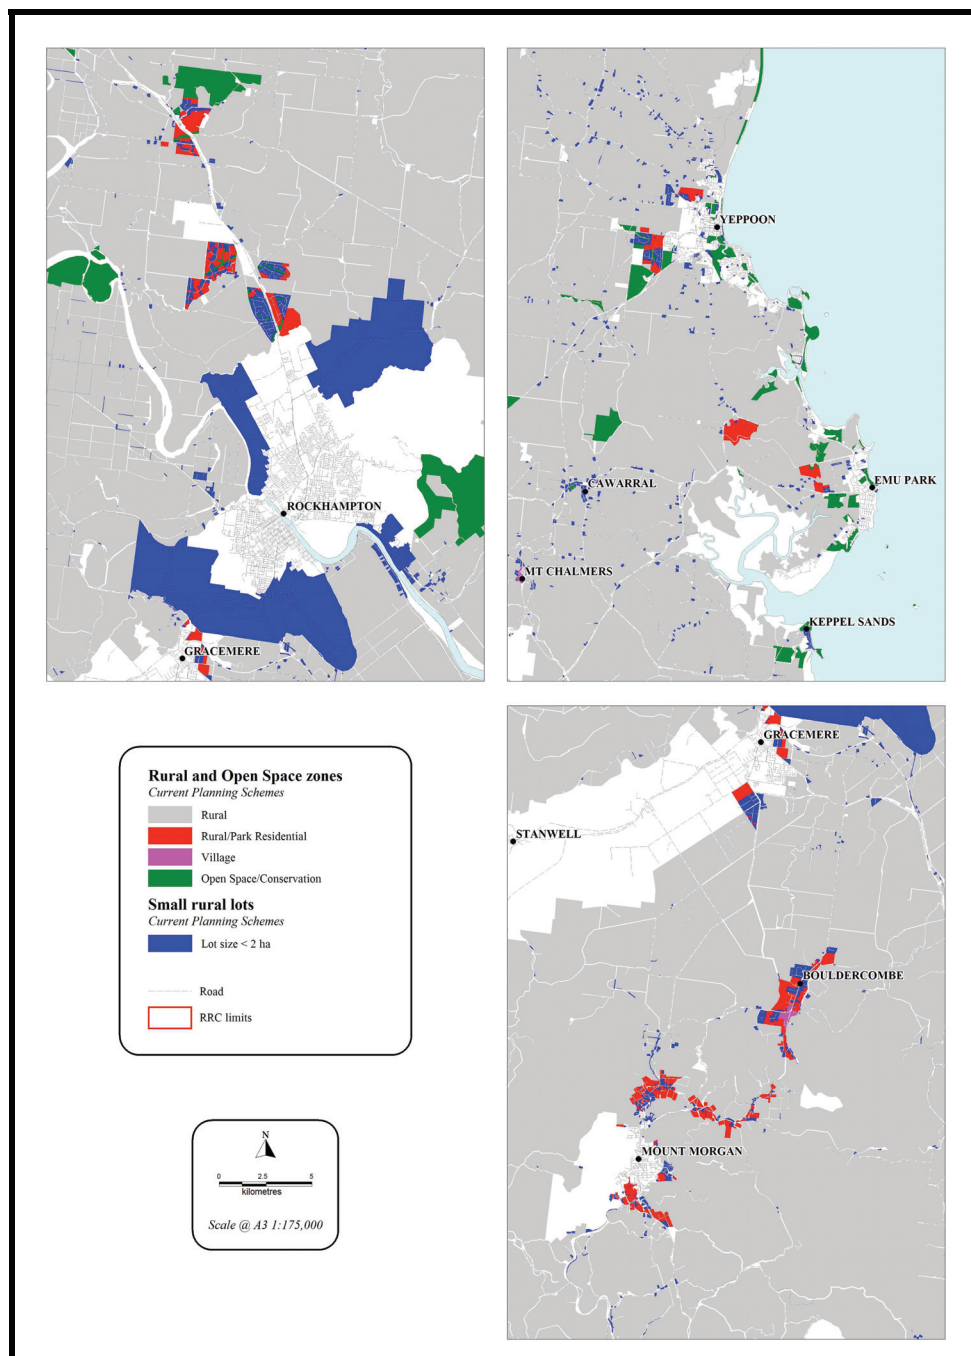 ROCKHAMPTON
GRACEMERE
YEPPOON
EMU PARK
CAWARRAL
MT CHALMERS
KEPPEL SANDS
Rural and Open Space zones
Current Planning Schemes
Rural
Rural/Park Residential
Village
Open Space/Conservation
Small rural lots
Current Planning Schemes
Lot size < 2 ha
Road
RRC limits
N
0 2.5 5
kilometres
Scale @ A3 1:175,000
GRACEMERE
STANWELL
BOULDERCOMBE
MOUNT MORGAN